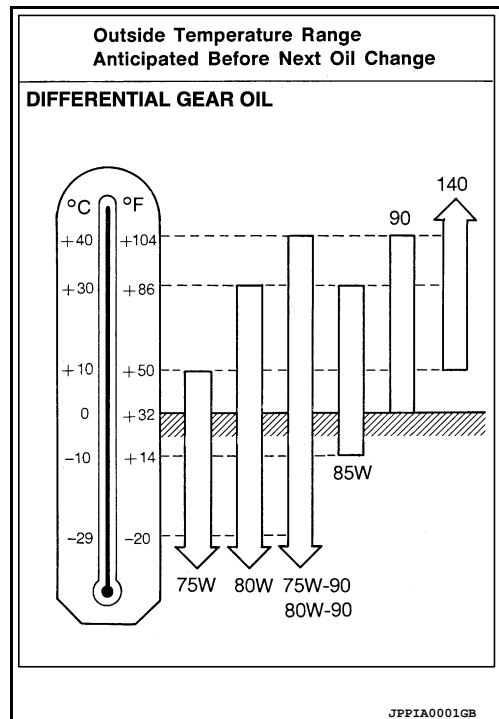 Outside Temperature Range
Anticipated Before Next Oil Change
DIFFERENTIAL GEAR OIL
140
90
°C °F
+40 +104
+30 +86
+10 +50
0 +32
-10 +14
85W
-29 -20
75W 80W 75W-90
80W-90
JPPIA0001GB